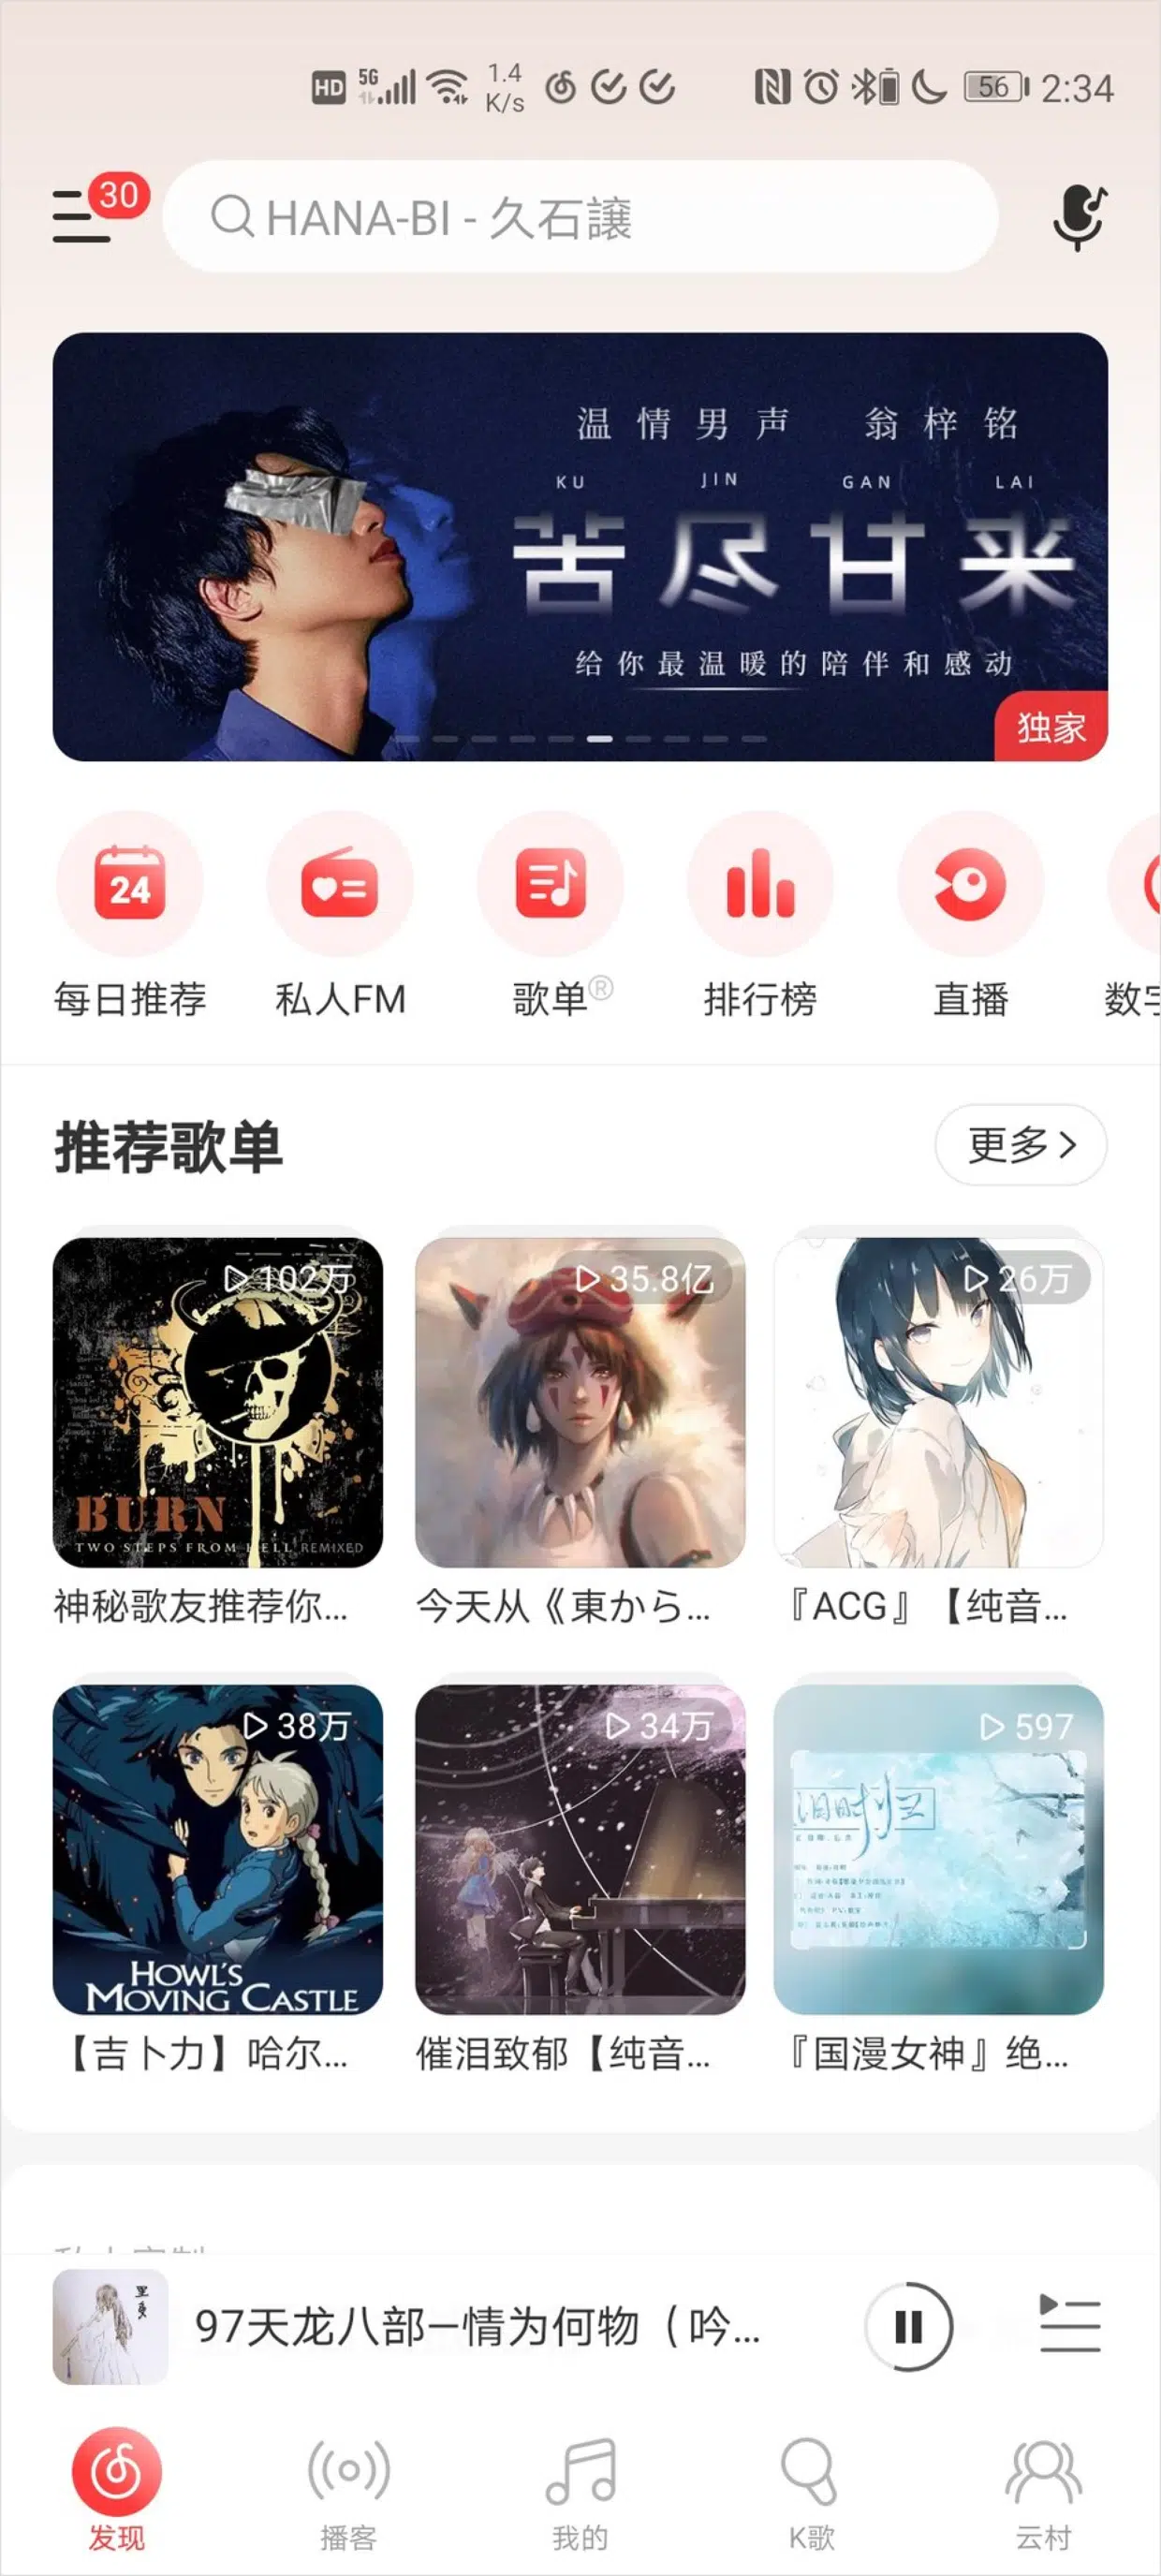 HD 5G 1.4 K/s 56 2:34
30
HANA-BI - 久石譲
温情男声 翁梓铭
KU JIN GAN LAI
苦尽甘来
给你最温暖的陪伴和感动
独家
24
每日推荐 私人FM 歌单® 排行榜 直播 数字
推荐歌单
更多
102万 35.8亿 26万
BURN
TWO STEPS FROM HELL REMIXED
神秘歌友推荐你... 今天从《東から... 『ACG』【纯音...
38万 34万 597
HOWL'S
MOVING CASTLE
【吉卜力】哈尔... 催泪致郁【纯音... 『国漫女神』绝...
97天龙八部—情为何物（吟...
发现 播客 我的 K歌 云村